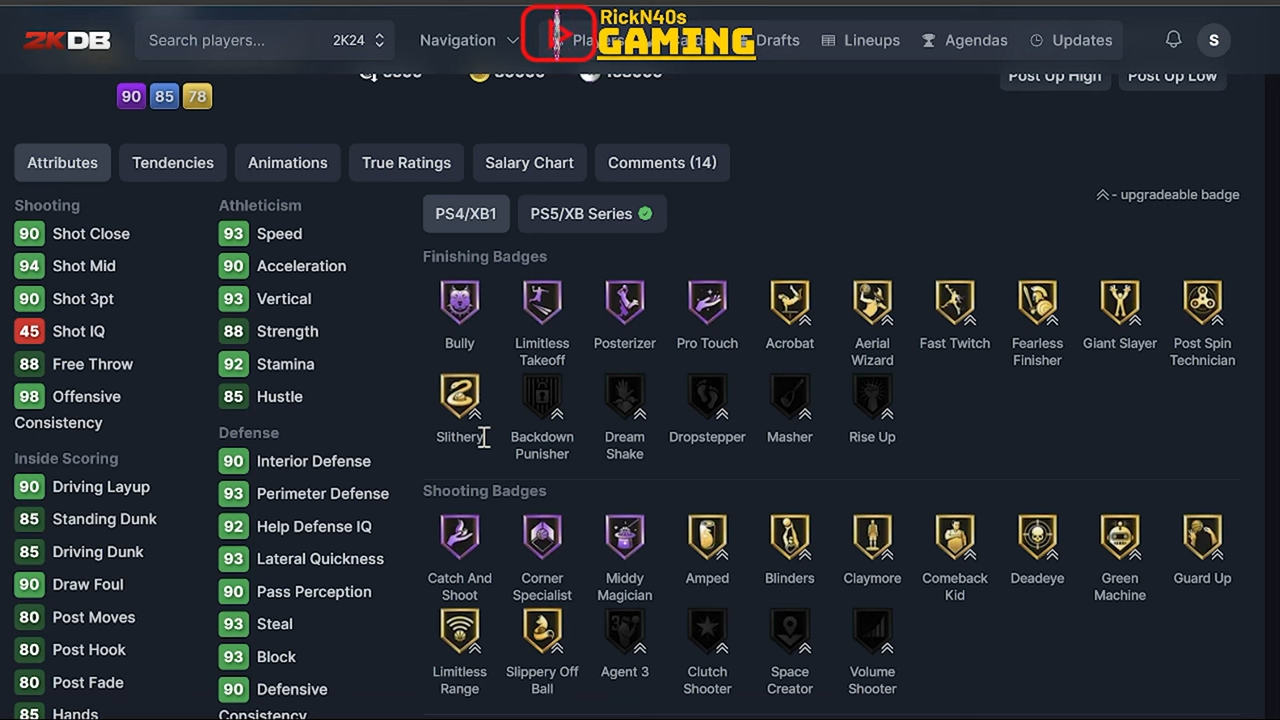 RickN40s
GAMING
2KDB
Search players...
2K24
Navigation
Drafts
Lineups
Agendas
Updates
S
Post Up High
Post Up Low
90 85 78
Attributes
Tendencies
Animations
True Ratings
Salary Chart
Comments (14)
- upgradeable badge
PS4/XB1
PS5/XB Series
Shooting
90 Shot Close
94 Shot Mid
90 Shot 3pt
45 Shot IQ
88 Free Throw
98 Offensive
Consistency
Inside Scoring
90 Driving Layup
85 Standing Dunk
85 Driving Dunk
90 Draw Foul
80 Post Moves
80 Post Hook
80 Post Fade
85 Hands
Athleticism
93 Speed
90 Acceleration
93 Vertical
88 Strength
92 Stamina
85 Hustle
Defense
90 Interior Defense
93 Perimeter Defense
92 Help Defense IQ
93 Lateral Quickness
90 Pass Perception
93 Steal
93 Block
90 Defensive
Consistency
Finishing Badges
Bully
Limitless
Takeoff
Posterizer
Pro Touch
Acrobat
Aerial
Wizard
Fast Twitch
Fearless
Finisher
Giant Slayer
Post Spin
Technician
Slithery
Backdown
Punisher
Dream
Shake
Dropstepper
Masher
Rise Up
Shooting Badges
Catch And
Shoot
Corner
Specialist
Middy
Magician
Amped
Blinders
Claymore
Comeback
Kid
Deadeye
Green
Machine
Guard Up
Limitless
Range
Slippery Off
Ball
Agent 3
Clutch
Shooter
Space
Creator
Volume
Shooter